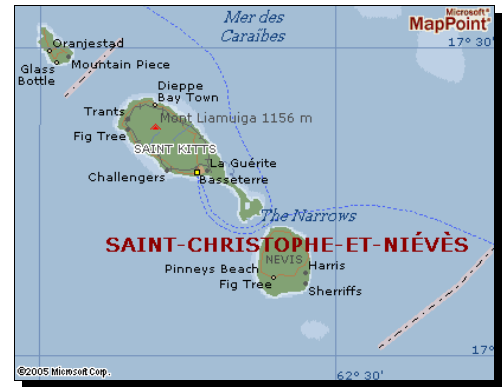 Microsoft®
MapPoint®
Mer des
Caraïbes
17° 30'
Oranjestad
Glass
Bottle
Mountain Piece
Dieppe
Bay Town
Trants
Mont Liamuiga 1156 m
Fig Tree
SAINT KITTS
La Guérite
Challengers
Basseterre
The Narrows
SAINT-CHRISTOPHE-ET-NIÉVÈS
NEVIS
Pinneys Beach
Harris
Fig Tree
Sherriffs
17°
©2005 Microsoft Corp.
62° 30'